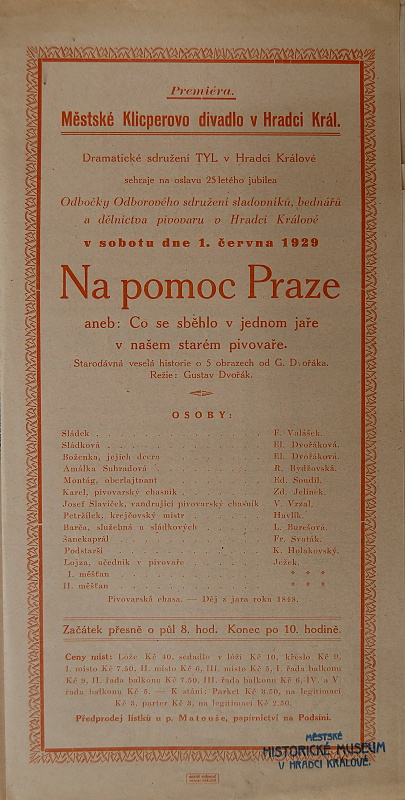 Premiéra.
Městské Klicperovo divadlo v Hradci Král.
Dramatické sdružení TYL v Hradci Králové
sehraje na oslavu 25letého jubilea
Odbočky Odborového sdružení sladovníků, bednářů
a dělnictva pivovaru v Hradci Králové
v sobotu dne 1. června 1929
Na pomoc Praze
aneb: Co se sběhlo v jednom jaře
v našem starém pivovaře.
Starodávná veselá historie o 5 obrazech od G. Dvořáka.
Režie: Gustav Dvořák.
OSOBY:
Sládek . . . F. Valášek.
Sládková . . . El. Dvořáková.
Boženka, jejich dcera . . . El. Dvořáková.
Amálka Suhradová . . . R. Bydžovská.
Montág, oberlajtnant . . . Ed. Soudil.
Karel, pivovarský chasník . . . Zd. Jelínek.
Josef Slavíček, vandrující pivovarský chasník V. Vrzal.
Petržílek, krejčovský mistr . . . Havlík.
Barča, služebná u sládkových . . . L. Burešová.
Šenekaprál . . . Fr. Svaták.
Podstarší . . . K. Holakovský.
Lojza, učedník v pivovaře . . . Ježek.
I. měšťan . . . * * *
II. měšťan . . . * * *
Pivovarská chasa. — Děj z jara roku 1848.
Začátek přesně o půl 8. hod. Konec po 10. hodině.
Ceny míst: Lože Kč 40, sedadlo v lóži Kč 10, křeslo Kč 9,
I. místo Kč 7.50, II. místo Kč 6, III. místo Kč 5, I. řada balkonu
Kč 9, II. řada balkonu Kč 7.50, III. řada balkonu Kč 6, IV. a V.
řada balkonu Kč 5. — K stání: Parket Kč 3.50, na legitimaci
Kč 3, parter Kč 3, na legitimaci Kč 2.50.
Předprodej lístků u p. Matouše, papírnictví na Podsíni.
MĚSTSKÉ
HISTORICKÉ MUSEUM
V HRADCI KRÁLOVÉ.